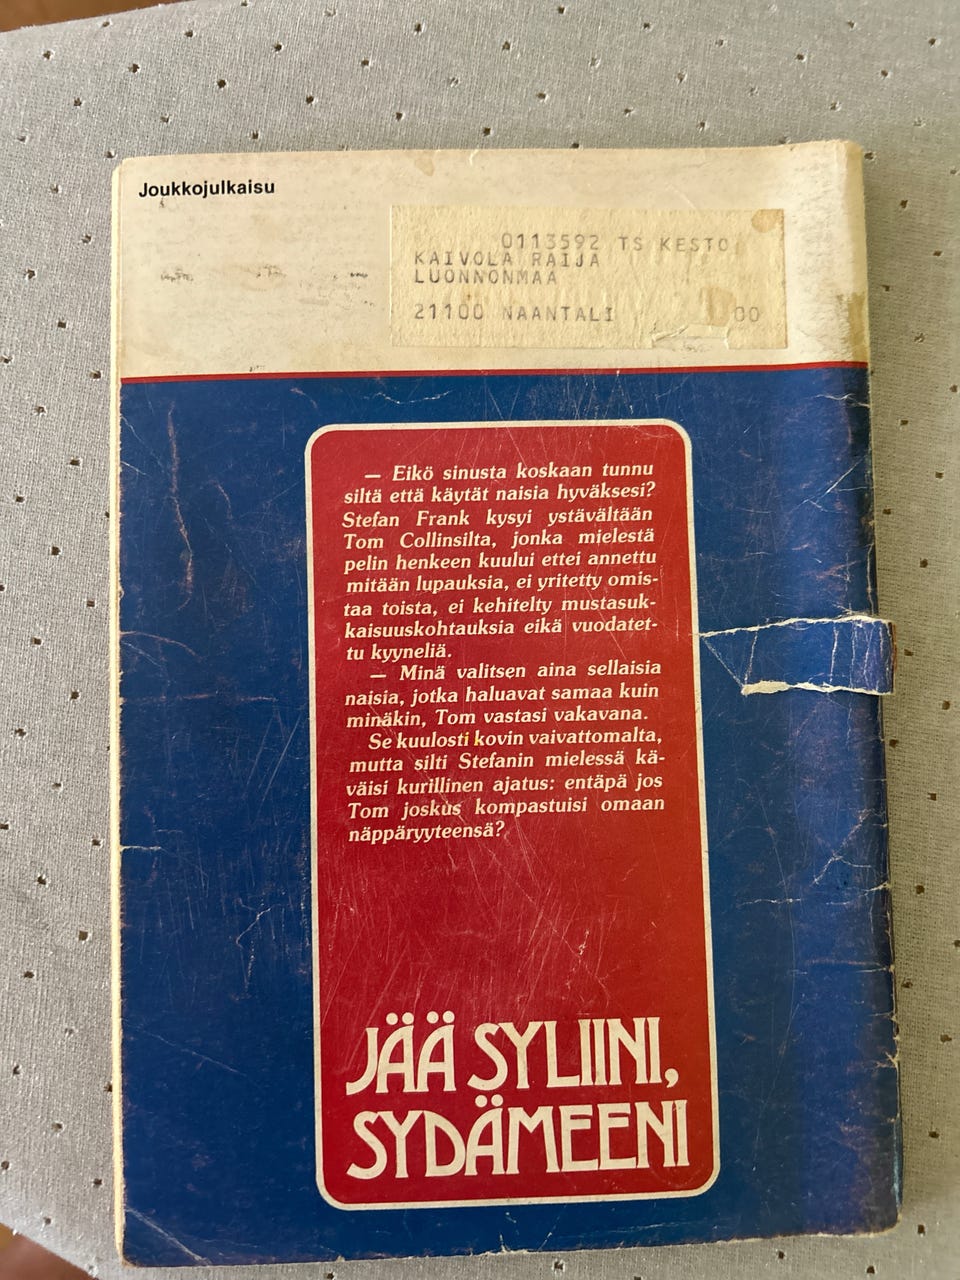 Joukkojulkaisu
0113592 TS KESTO
KAIVOLA RAIJA
LUONNONMAA
21100 NAANTALI 00
— Eikö sinusta koskaan tunnu
siltä että käytät naisia hyväksesi?
Stefan Frank kysyi ystävältään
Tom Collinsilta, jonka mielestä
pelin henkeen kuului ettei annettu
mitään lupauksia, ei yritetty omis-
taa toista, ei kehitelty mustasuk-
kaisuuskohtauksia eikä vuodatet-
tu kyyneliä.
— Minä valitsen aina sellaisia
naisia, jotka haluavat samaa kuin
minäkin, Tom vastasi vakavana.
Se kuulosti kovin vaivattomalta,
mutta silti Stefanin mielessä kä-
väisi kurillinen ajatus: entäpä jos
Tom joskus kompastuisi omaan
näppäryyteensä?
JÄÄ SYLIINI,
SYDÄMEENI